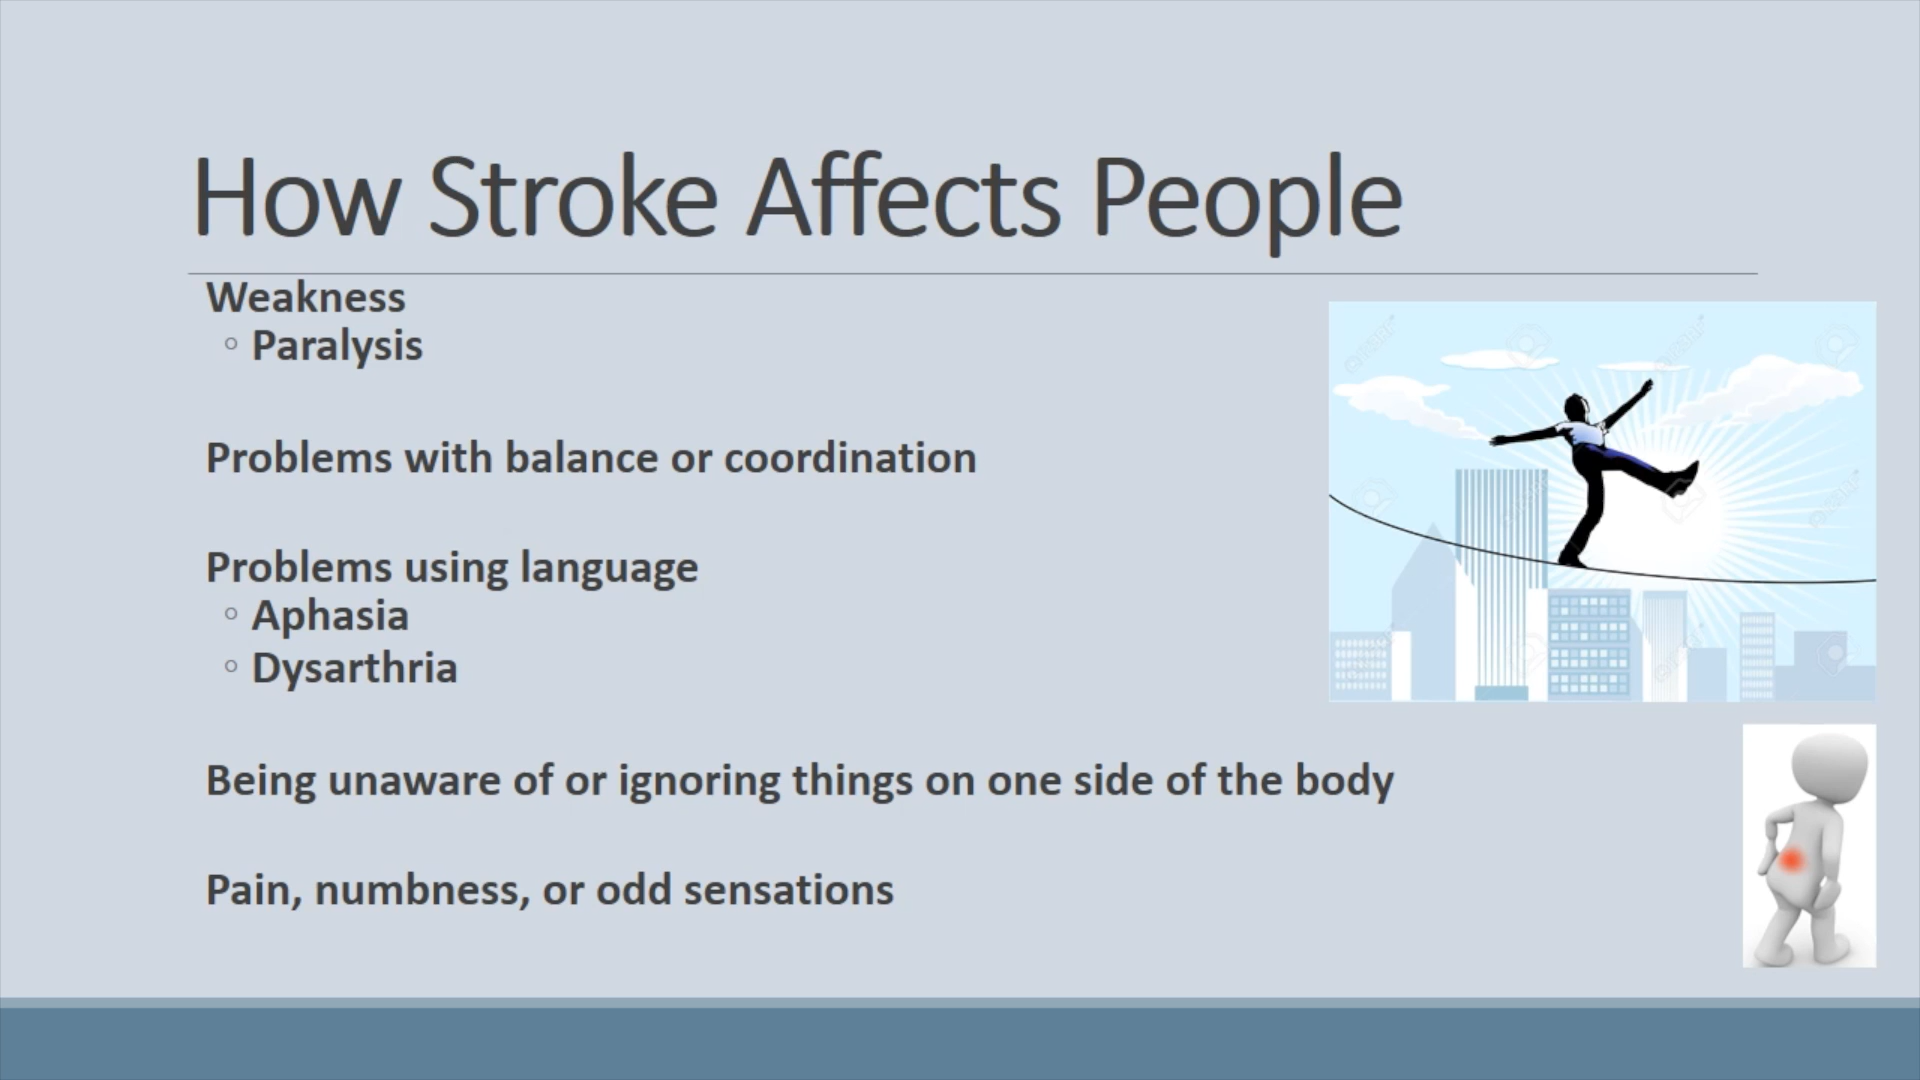 How Stroke Affects People
Weakness
◦ Paralysis
Problems with balance or coordination
Problems using language
◦ Aphasia
◦ Dysarthria
Being unaware of or ignoring things on one side of the body
Pain, numbness, or odd sensations